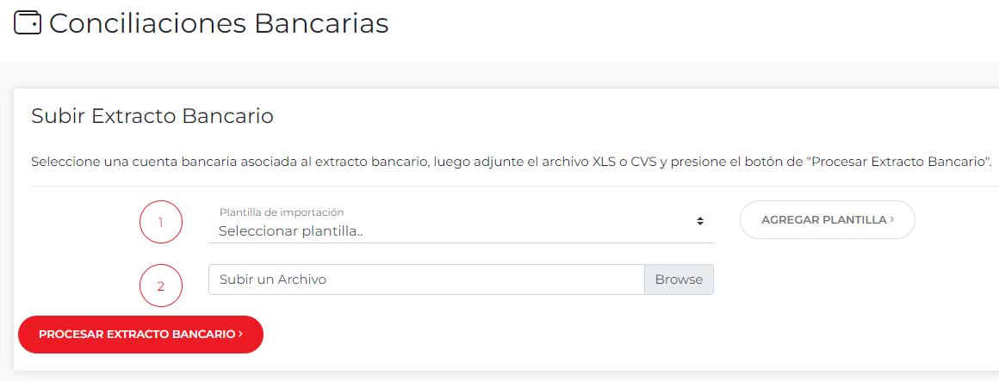 Conciliaciones Bancarias
Subir Extracto Bancario
Seleccione una cuenta bancaria asociada al extracto bancario, luego adjunte el archivo XLS o CVS y presione el botón de "Procesar Extracto Bancario".
1
Plantilla de importación
Seleccionar plantilla..
AGREGAR PLANTILLA ›
2
Subir un Archivo Browse
PROCESAR EXTRACTO BANCARIO ›